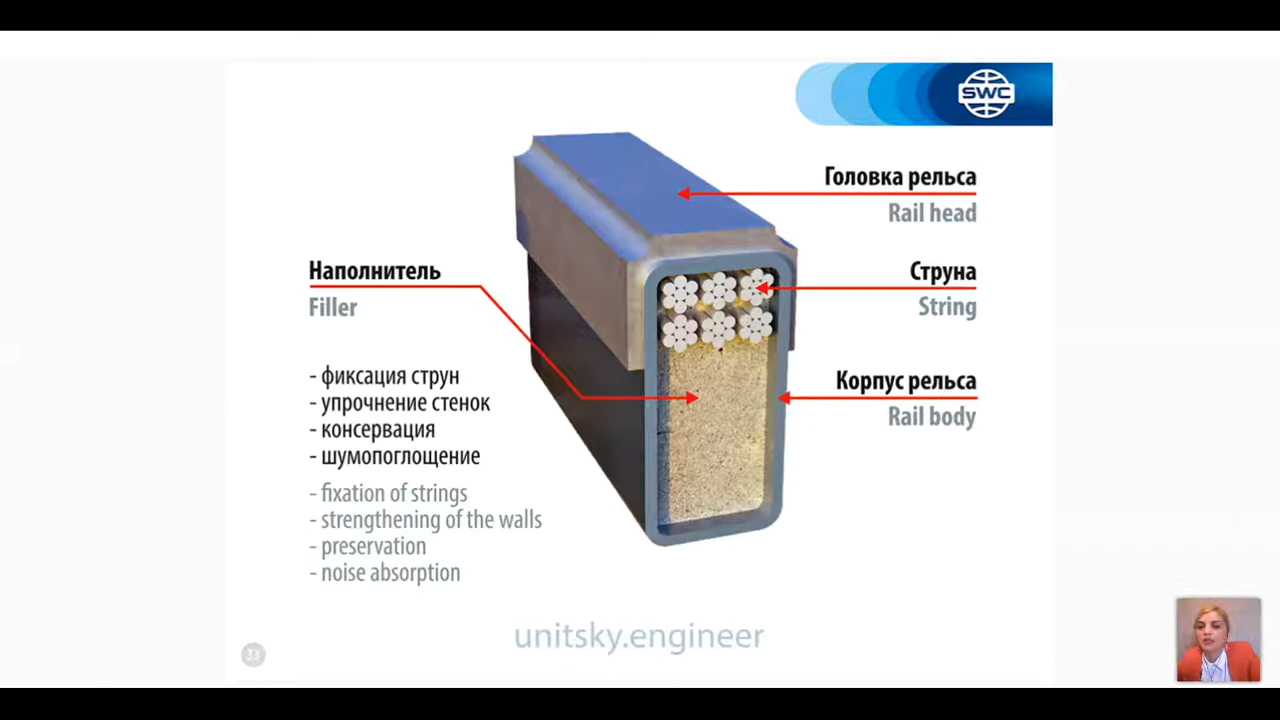 SWC
Головка рельса
Rail head
Наполнитель
Filler
Струна
String
Корпус рельса
Rail body
- фиксация струн
- упрочнение стенок
- консервация
- шумопоглощение
- fixation of strings
- strengthening of the walls
- preservation
- noise absorption
unitsky.engineer
33